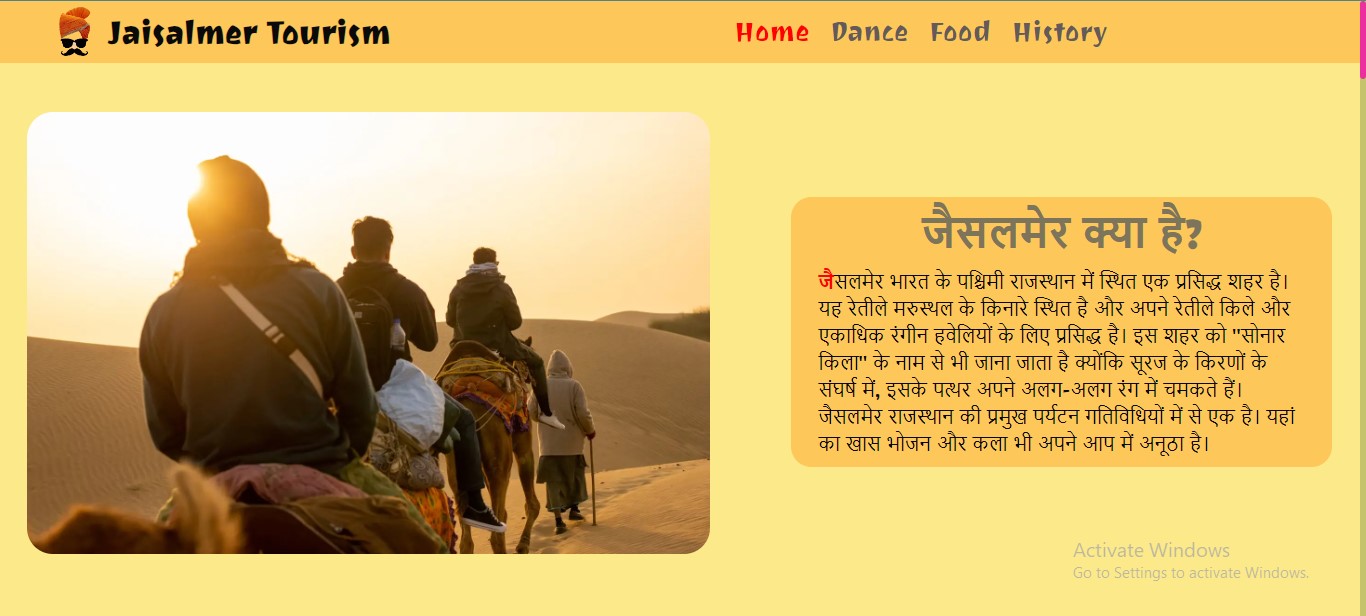 Jaisalmer Tourism
Home Dance Food History
जैसलमेर क्या है?
जैसलमेर भारत के पश्चिमी राजस्थान में स्थित एक प्रसिद्ध शहर है।
यह रेतीले मरुस्थल के किनारे स्थित है और अपने रेतीले किले और
एकाधिक रंगीन हवेलियों के लिए प्रसिद्ध है। इस शहर को "सोनार
किला" के नाम से भी जाना जाता है क्योंकि सूरज के किरणों के
संघर्ष में, इसके पत्थर अपने अलग-अलग रंग में चमकते हैं।
जैसलमेर राजस्थान की प्रमुख पर्यटन गतिविधियों में से एक है। यहां
का खास भोजन और कला भी अपने आप में अनूठा है।
Activate Windows
Go to Settings to activate Windows.